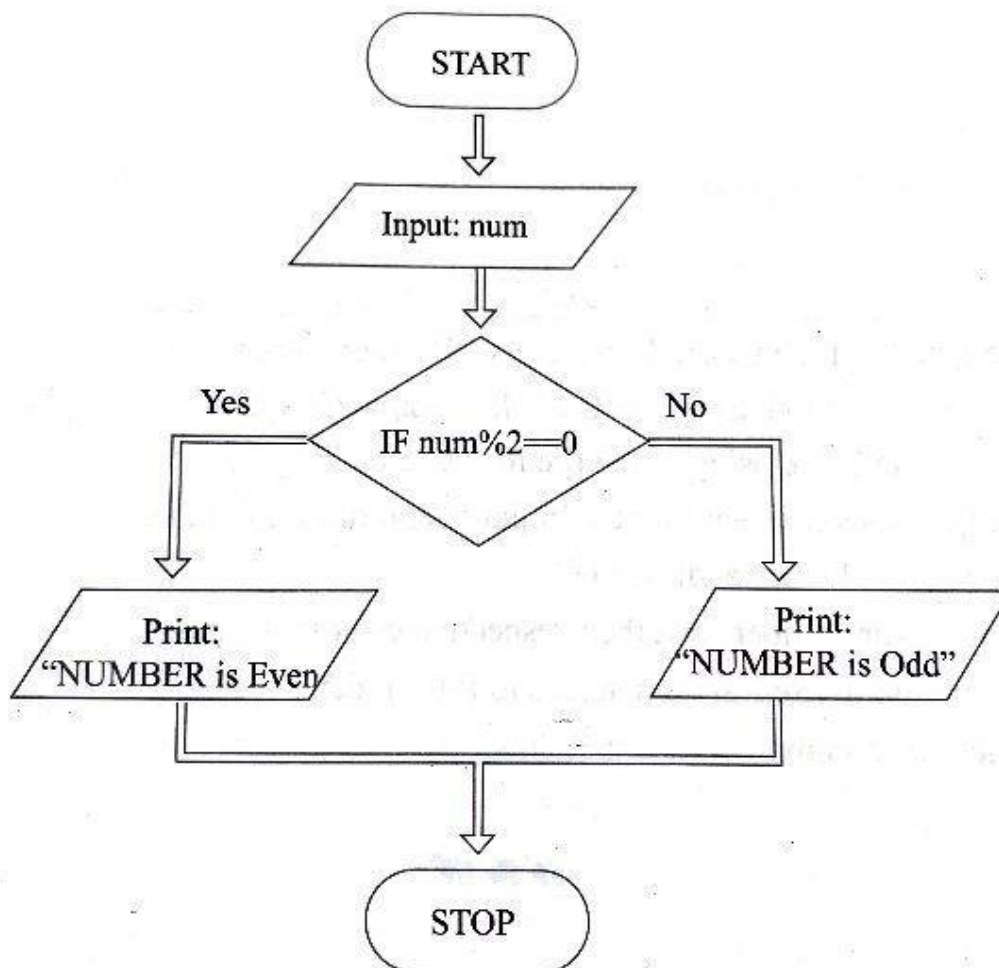 START
Input: num
Yes
No
IF num%2==0
Print:
“NUMBER is Even
Print:
“NUMBER is Odd”
STOP